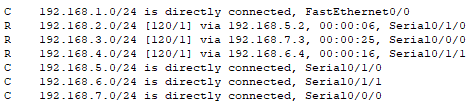 C 192.168.1.0/24 is directly connected, FastEthernet0/0
R 192.168.2.0/24 [120/1] via 192.168.5.2, 00:00:06, Serial0/1/0
R 192.168.3.0/24 [120/1] via 192.168.7.3, 00:00:25, Serial0/0/0
R 192.168.4.0/24 [120/1] via 192.168.6.4, 00:00:16, Serial0/1/1
C 192.168.5.0/24 is directly connected, Serial0/1/0
C 192.168.6.0/24 is directly connected, Serial0/1/1
C 192.168.7.0/24 is directly connected, Serial0/0/0